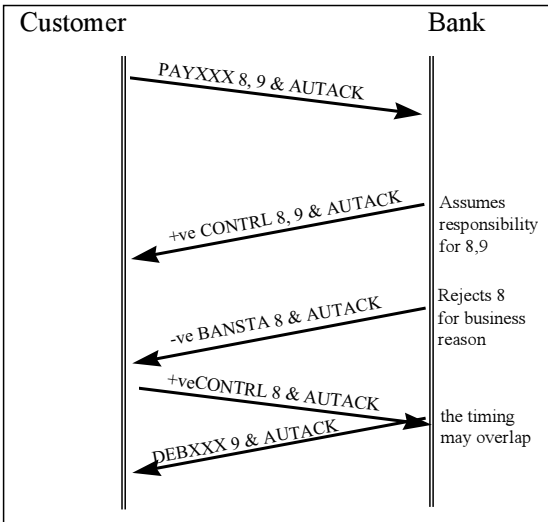 Customer
Bank
PAYXXX 8, 9 & AUTACK
+ve CONTRL 8, 9 & AUTACK
Assumes
responsibility
for 8,9
-ve BANSTA 8 & AUTACK
Rejects 8
for business
reason
+veCONTRL 8 & AUTACK
the timing
may overlap
DEBXXX 9 & AUTACK